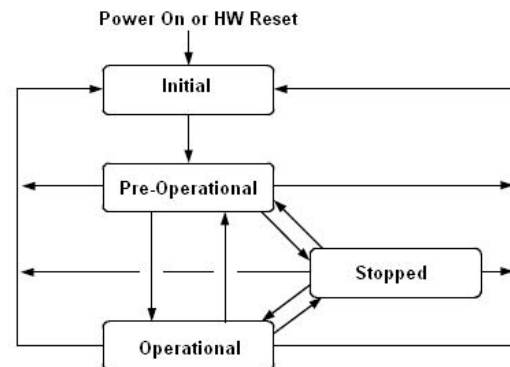 Power On or HW Reset
Initial
Pre-Operational
Stopped
Operational